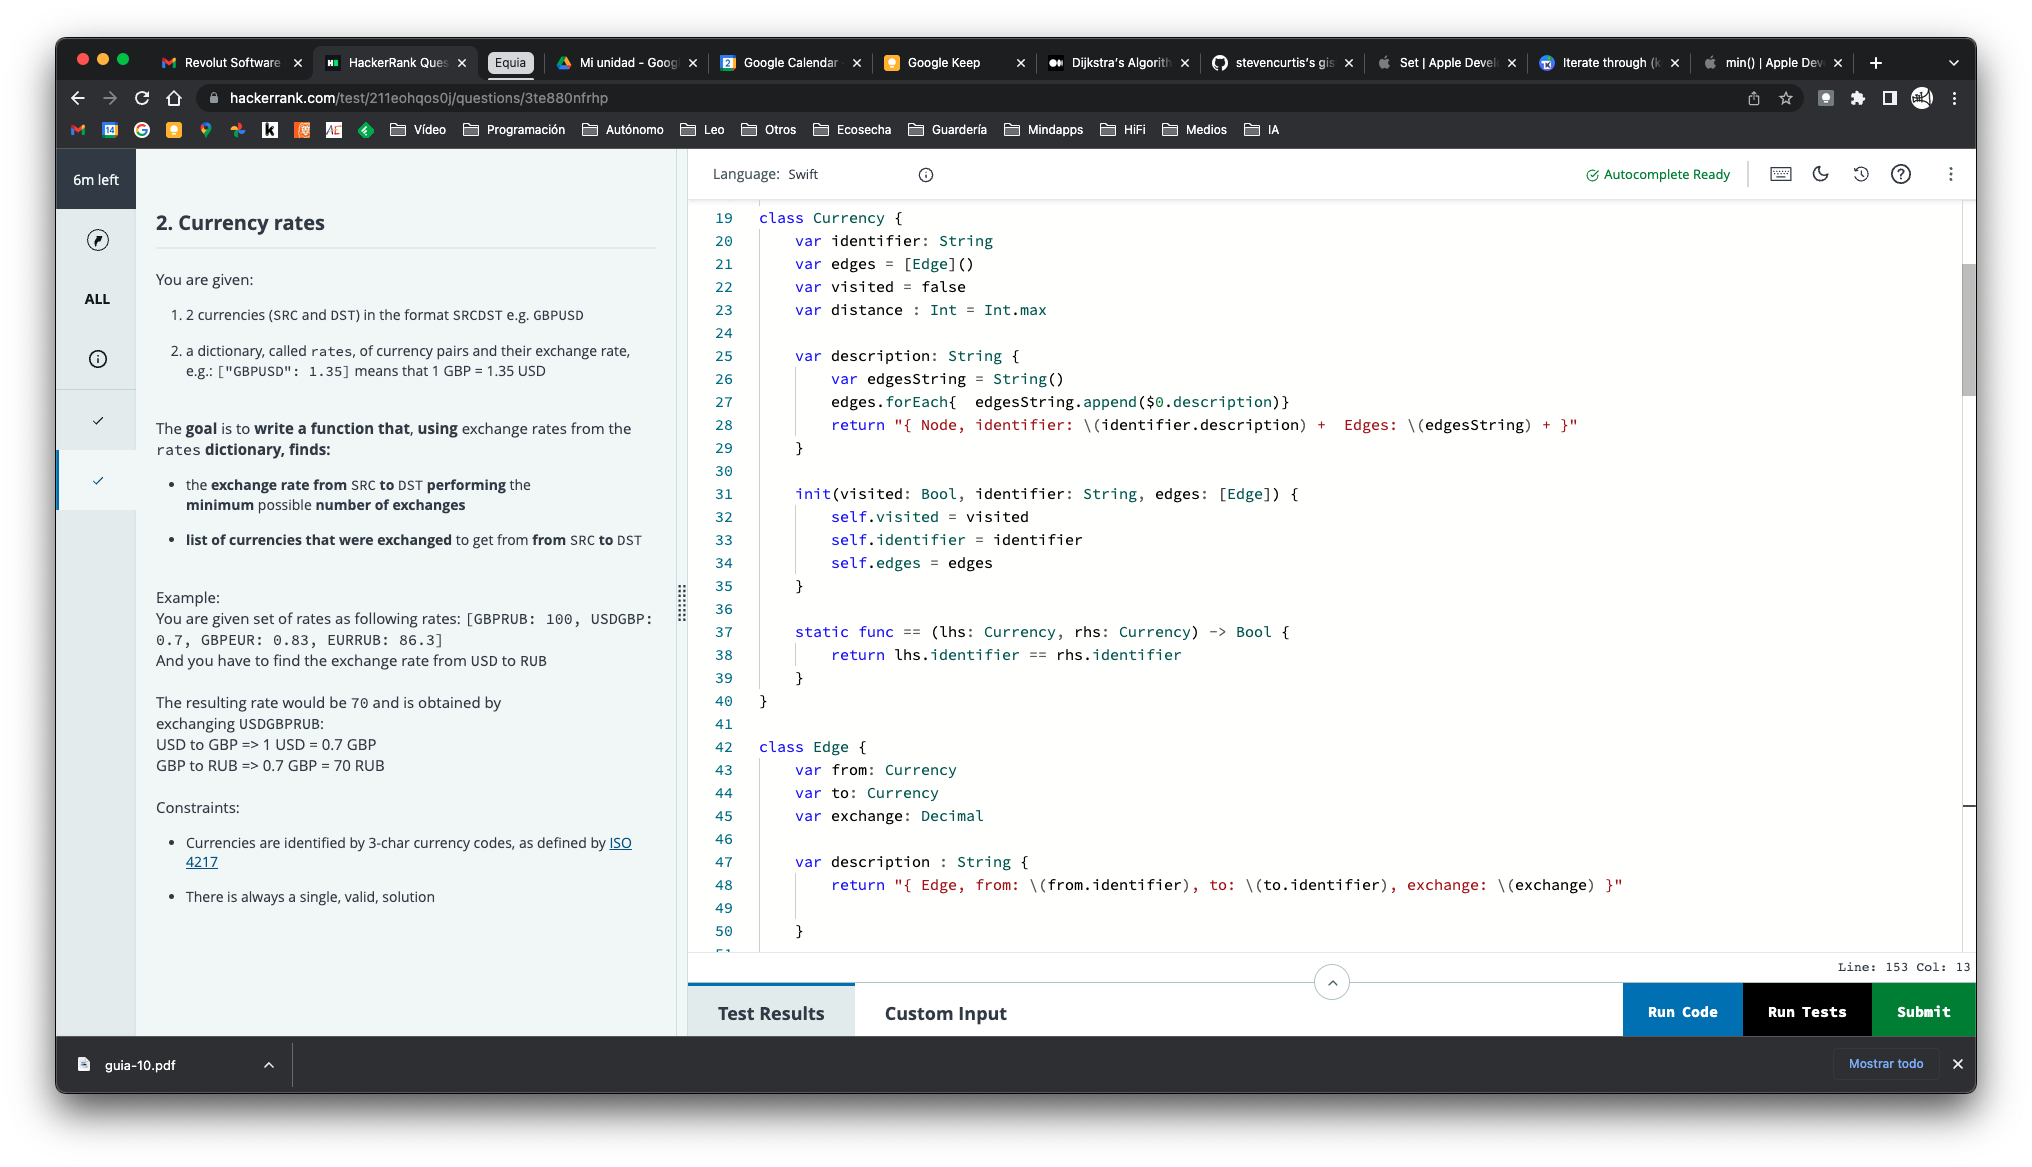 Revolut Software
HackerRank Ques
Equia
Mi unidad - Goog
Google Calendar
Google Keep
Dijkstra's Algorith
stevencurtis's gis
Set | Apple Devel
Iterate through (k
min() | Apple Dev
hackerrank.com/test/211eohqos0j/questions/3te880nfrhp
Vídeo
Programación
Autónomo
Leo
Otros
Ecosecha
Guardería
Mindapps
HiFi
Medios
IA
6m left
ALL
2. Currency rates
You are given:
1. 2 currencies (SRC and DST) in the format SRCDST e.g. GBPUSD
2. a dictionary, called rates, of currency pairs and their exchange rate,
e.g.: ["GBPUSD": 1.35] means that 1 GBP = 1.35 USD
The goal is to write a function that, using exchange rates from the
rates dictionary, finds:
• the exchange rate from SRC to DST performing the
minimum possible number of exchanges
• list of currencies that were exchanged to get from from SRC to DST
Example:
You are given set of rates as following rates: [GBPRUB: 100, USDGBP:
0.7, GBPEUR: 0.83, EURRUB: 86.3]
And you have to find the exchange rate from USD to RUB
The resulting rate would be 70 and is obtained by
exchanging USDGBPRUB:
USD to GBP => 1 USD = 0.7 GBP
GBP to RUB => 0.7 GBP = 70 RUB
Constraints:
• Currencies are identified by 3-char currency codes, as defined by ISO
4217
• There is always a single, valid, solution
Language: Swift
Autocomplete Ready
19 class Currency {
20 var identifier: String
21 var edges = [Edge]()
22 var visited = false
23 var distance : Int = Int.max
24
25 var description: String {
26 var edgesString = String()
27 edges.forEach{  edgesString.append($0.description)}
28 return "{ Node, identifier: \(identifier.description) +  Edges: \(edgesString) + }"
29 }
30
31 init(visited: Bool, identifier: String, edges: [Edge]) {
32 self.visited = visited
33 self.identifier = identifier
34 self.edges = edges
35 }
36
37 static func == (lhs: Currency, rhs: Currency) -> Bool {
38 return lhs.identifier == rhs.identifier
39 }
40 }
41
42 class Edge {
43 var from: Currency
44 var to: Currency
45 var exchange: Decimal
46
47 var description : String {
48 return "{ Edge, from: \(from.identifier), to: \(to.identifier), exchange: \(exchange) }"
49
50 }
Line: 153 Col: 13
Test Results
Custom Input
Run Code
Run Tests
Submit
guia-10.pdf
Mostrar todo